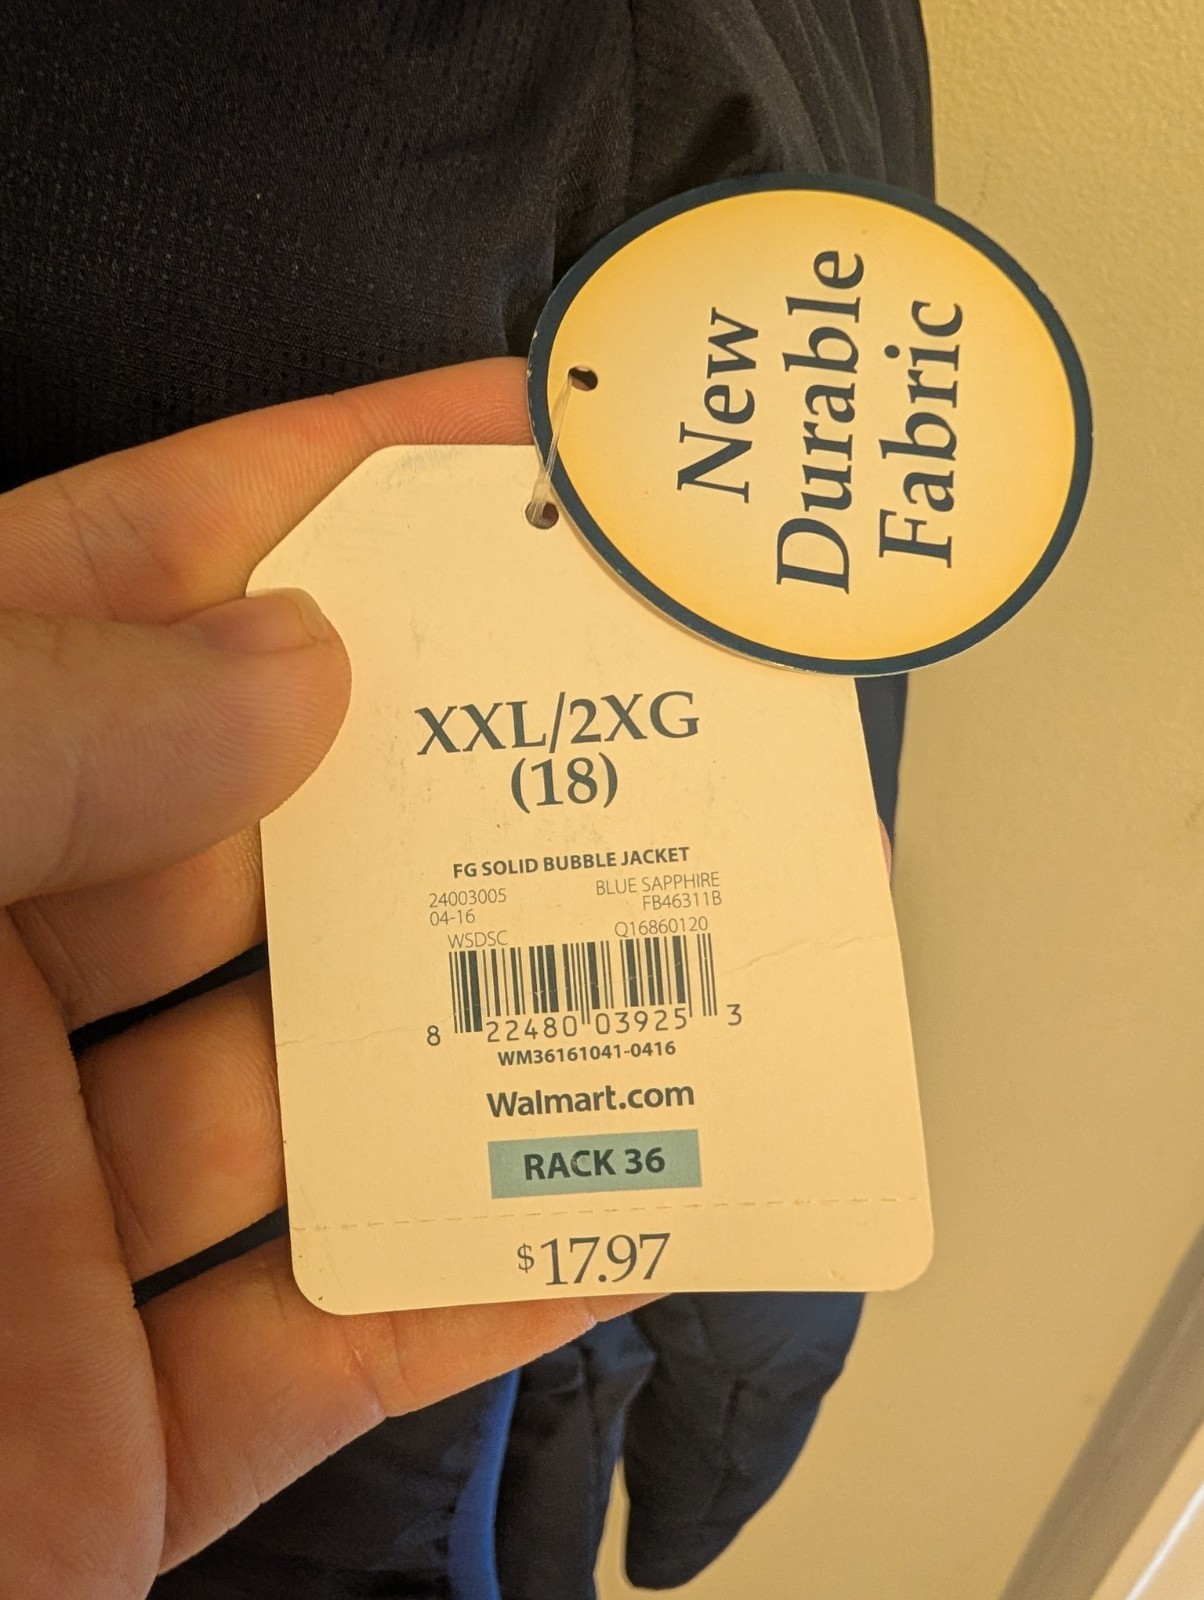 New
Durable
Fabric
XXL/2XG
(18)
FG SOLID BUBBLE JACKET
24003005 BLUE SAPPHIRE
04-16 FB46311B
WSDSC Q16860120
8 22480 03925 3
WM36161041-0416
Walmart.com
RACK 36
$17.97